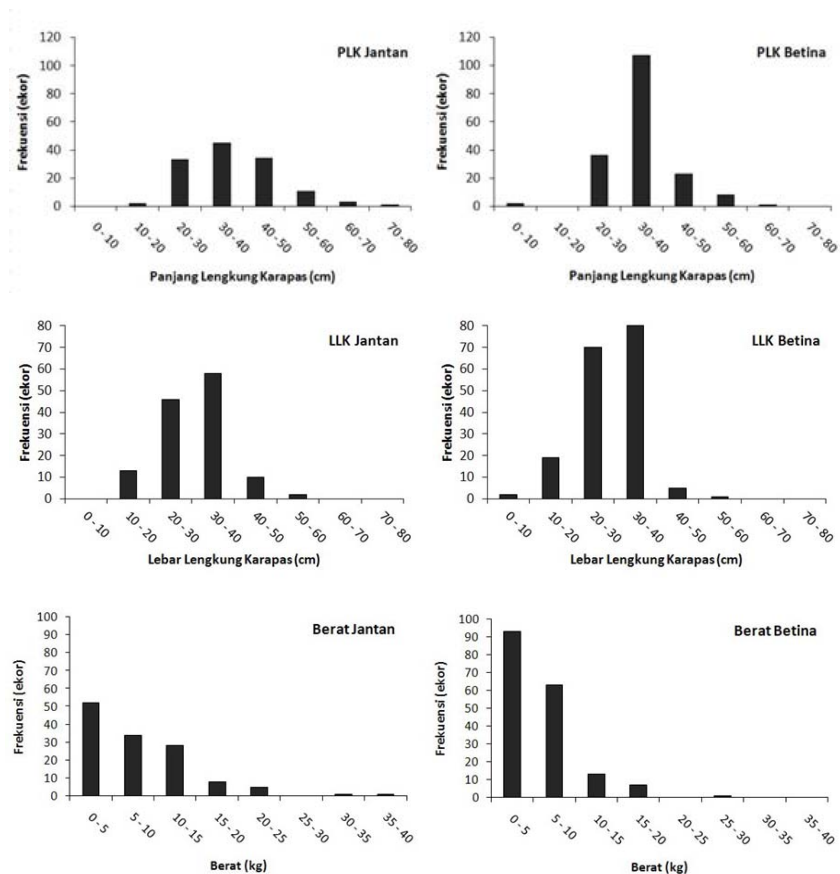 PLK Jantan
Frekuensi (ekor)
120
100
80
60
40
20
0
0 - 10
10 - 20
20 - 30
30 - 40
40 - 50
50 - 60
60 - 70
70 - 80
Panjang Lengkung Karapas (cm)
PLK Betina
Frekuensi (ekor)
120
100
80
60
40
20
0
0 - 10
10 - 20
20 - 30
30-40
40 - 50
50 - 60
60 - 70
70 - 80
Panjang Lengkung Karapas (cm)
LLK Jantan
Frekuensi (ekor)
80
70
60
50
40
30
20
10
0
0 - 10
10 - 20
20 - 30
30 - 40
40 - 50
50 - 60
60 - 70
70 - 80
Lebar Lengkung Karapas (cm)
LLK Betina
Frekuensi (ekor)
80
70
60
50
40
30
20
10
0
0 - 10
10 - 20
20 - 30
30 - 40
40 - 50
50 - 60
60 - 70
70 - 80
Lebar Lengkung Karapas (cm)
Berat Jantan
Frekuensi (ekor)
100
90
80
70
60
50
40
30
20
10
0
0 - 5
5 - 10
10 - 15
15 - 20
20 - 25
25 - 30
30 - 35
35 - 40
Berat (kg)
Berat Betina
Frekuensi (ekor)
100
90
80
70
60
50
40
30
20
10
0
0 - 5
5 - 10
10 - 15
15 - 20
20 - 25
25 - 30
30 - 35
35 - 40
Berat (kg)